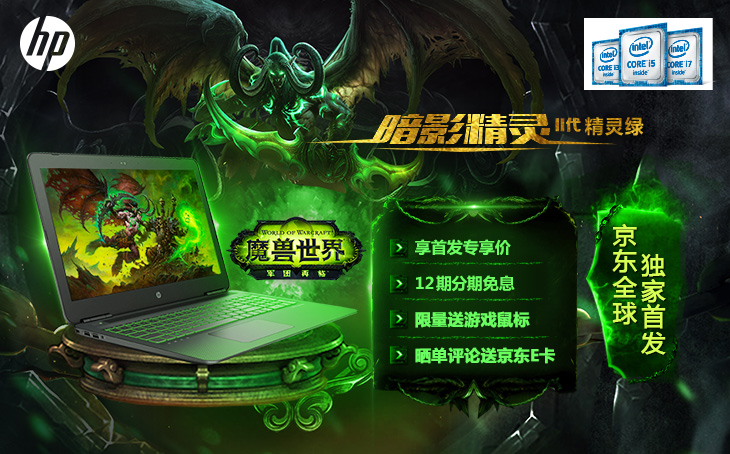 hp
intel
CORE i3
inside
intel
CORE i5
inside
intel
CORE i7
inside
暗影精灵 II代 精灵绿
WORLD OF WARCRAFT
魔兽世界
军团再临
享首发专享价
12期分期免息
限量送游戏鼠标
晒单评论送京东E卡
京东全球
独家首发